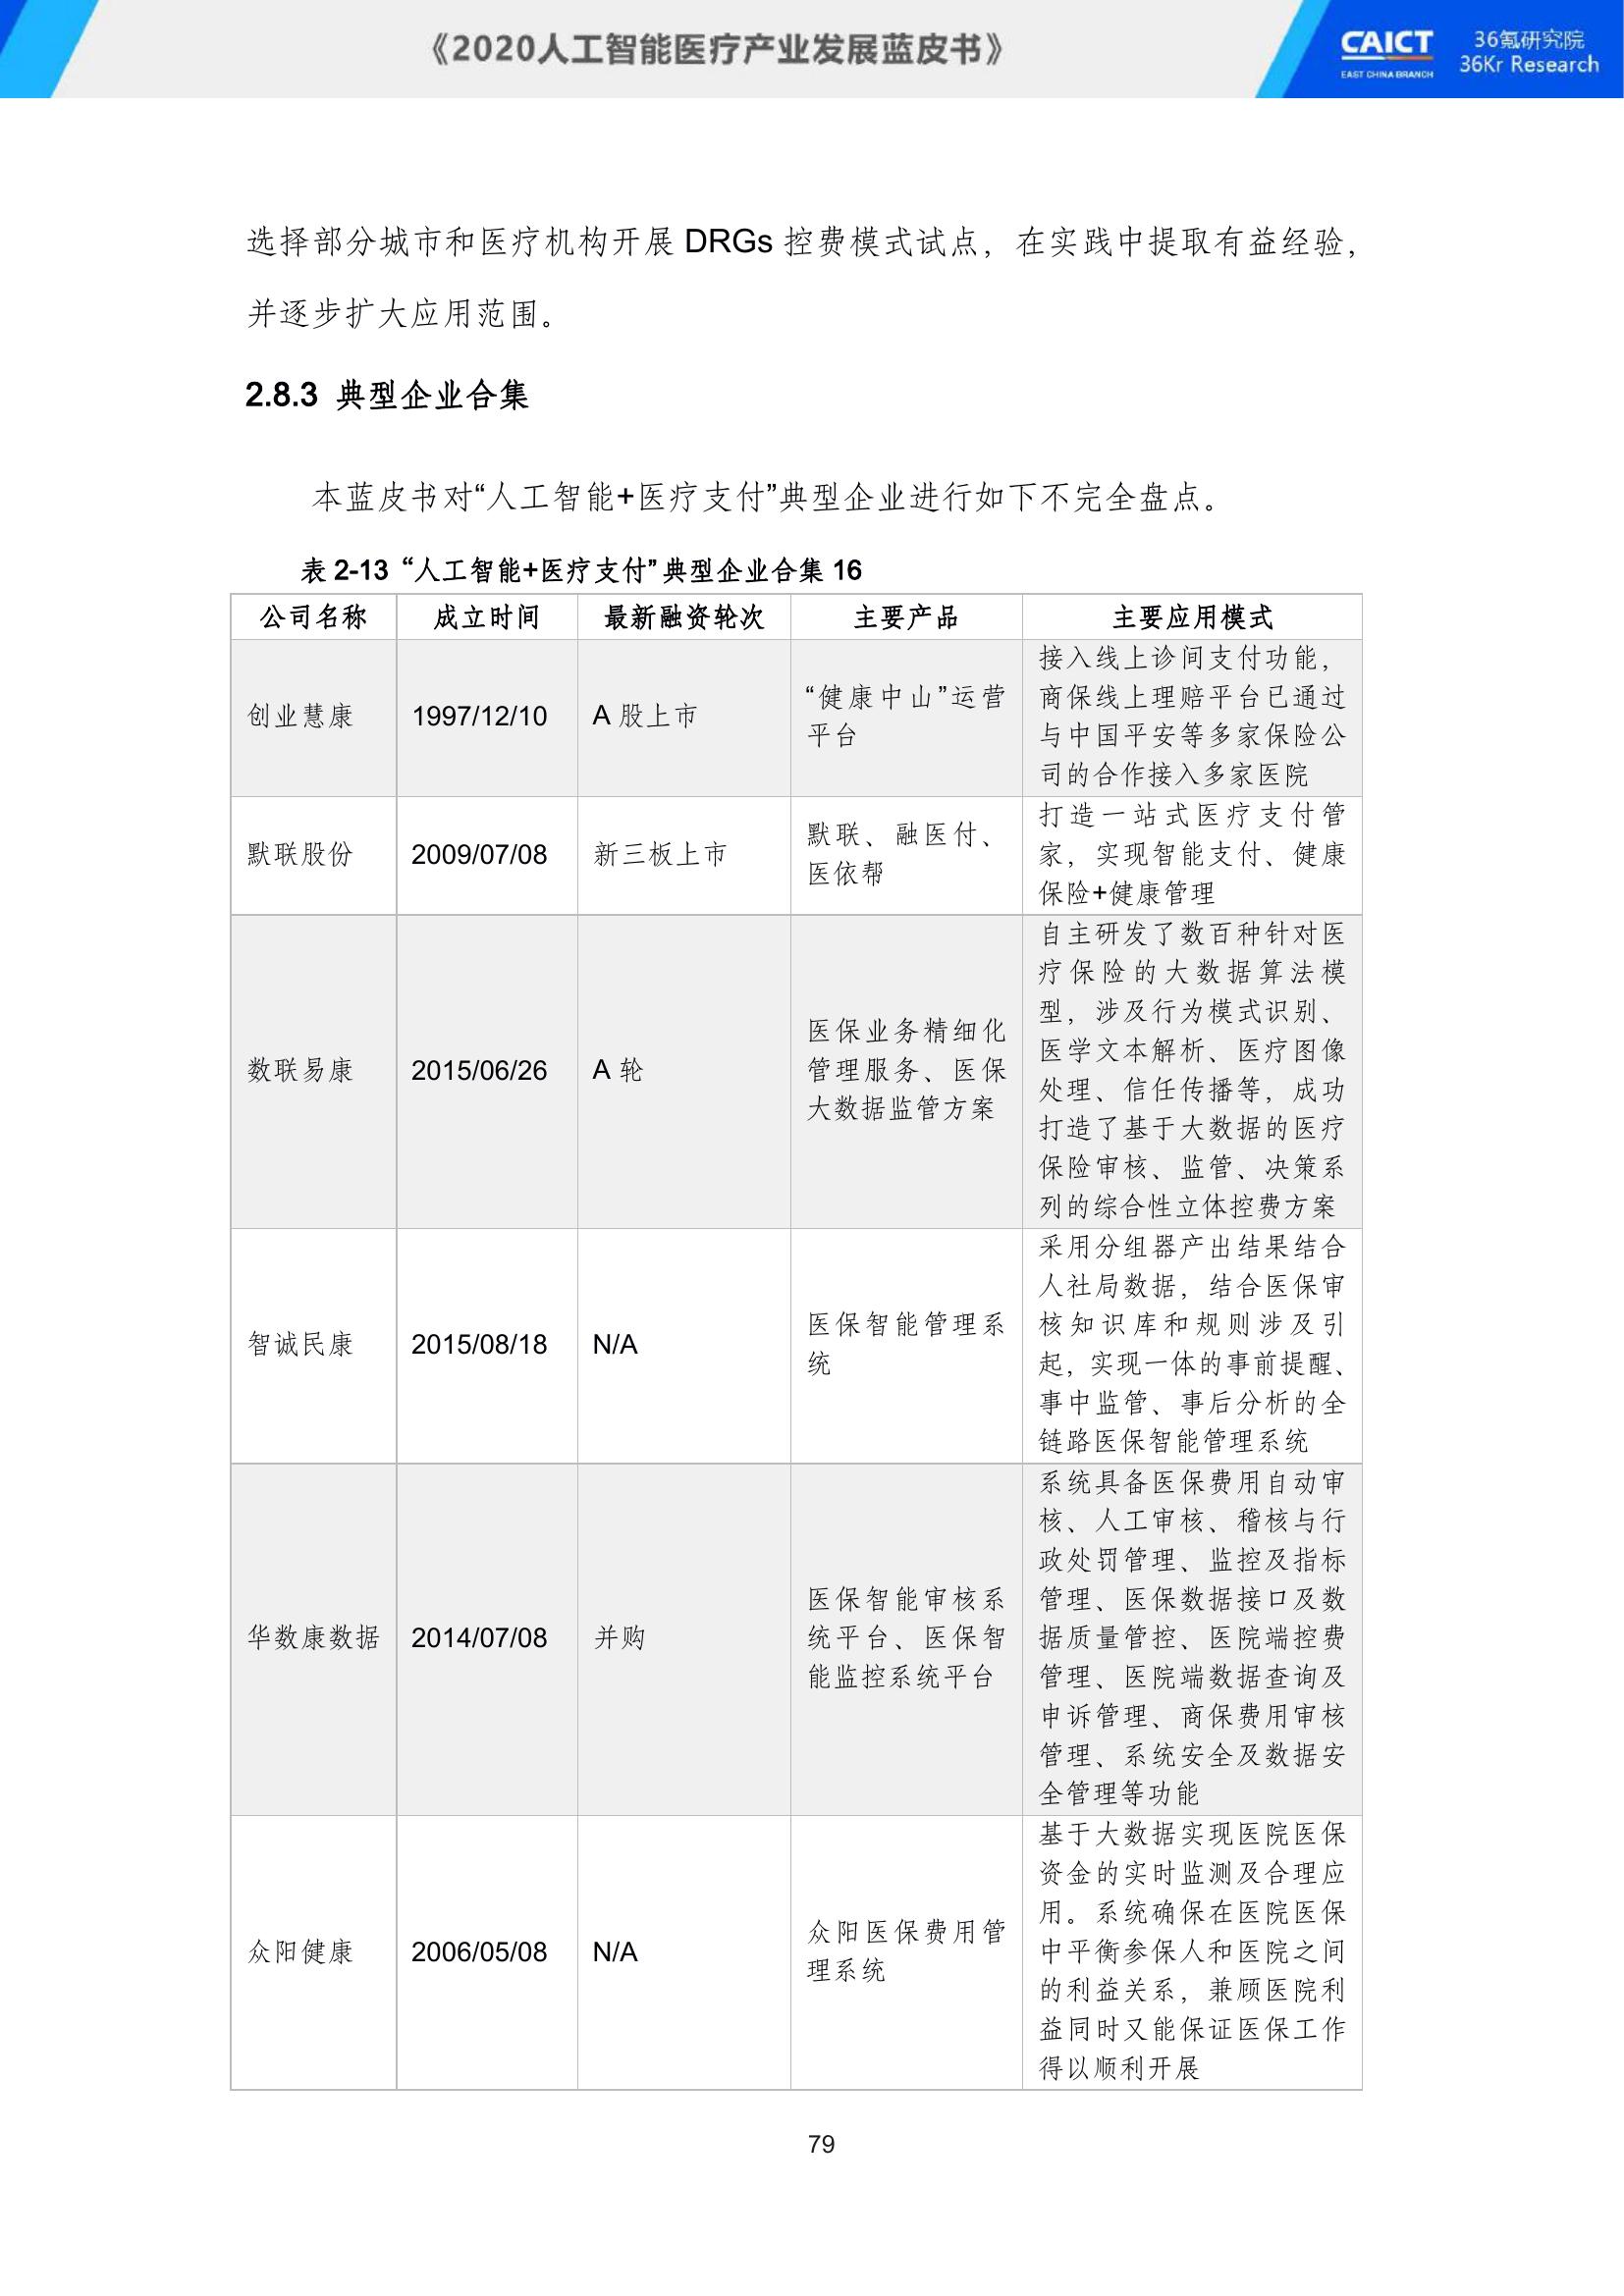 《2020人工智能医疗产业发展蓝皮书》
CAICT
EAST CHINA BRANCH
36氪研究院
36Kr Research
选择部分城市和医疗机构开展 DRGs 控费模式试点，在实践中提取有益经验，
并逐步扩大应用范围。
2.8.3 典型企业合集
本蓝皮书对“人工智能+医疗支付”典型企业进行如下不完全盘点。
表 2-13 “人工智能+医疗支付” 典型企业合集 16
公司名称 成立时间 最新融资轮次 主要产品 主要应用模式
创业慧康
1997/12/10
A 股上市
“健康中山”运营
平台
接入线上诊间支付功能，
商保线上理赔平台已通过
与中国平安等多家保险公
司的合作接入多家医院
默联股份
2009/07/08
新三板上市
默联、融医付、
医依帮
打造一站式医疗支付管
家，实现智能支付、健康
保险+健康管理
数联易康
2015/06/26
A 轮
医保业务精细化
管理服务、医保
大数据监管方案
自主研发了数百种针对医
疗保险的大数据算法模
型，涉及行为模式识别、
医学文本解析、医疗图像
处理、信任传播等，成功
打造了基于大数据的医疗
保险审核、监管、决策系
列的综合性立体控费方案
智诚民康
2015/08/18
N/A
医保智能管理系
统
采用分组器产出结果结合
人社局数据，结合医保审
核知识库和规则涉及引
起，实现一体的事前提醒、
事中监管、事后分析的全
链路医保智能管理系统
华数康数据
2014/07/08
并购
医保智能审核系
统平台、医保智
能监控系统平台
系统具备医保费用自动审
核、人工审核、稽核与行
政处罚管理、监控及指标
管理、医保数据接口及数
据质量管控、医院端控费
管理、医院端数据查询及
申诉管理、商保费用审核
管理、系统安全及数据安
全管理等功能
众阳健康
2006/05/08
N/A
众阳医保费用管
理系统
基于大数据实现医院医保
资金的实时监测及合理应
用。系统确保在医院医保
中平衡参保人和医院之间
的利益关系，兼顾医院利
益同时又能保证医保工作
得以顺利开展
79